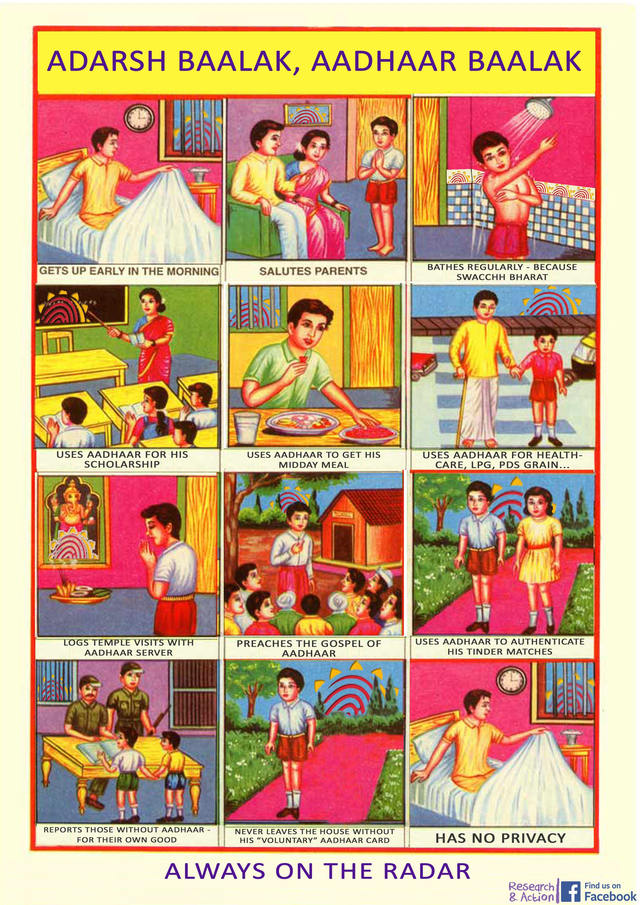 ADARSH BAALAK, AADHAAR BAALAK
GETS UP EARLY IN THE MORNING
SALUTES PARENTS
BATHES REGULARLY - BECAUSE
SWACCHH BHARAT
USES AADHAAR FOR HIS
SCHOLARSHIP
USES AADHAAR TO GET HIS
MIDDAY MEAL
USES AADHAAR FOR HEALTH-
CARE, LPG, PDS GRAIN...
LOGS TEMPLE VISITS WITH
AADHAAR SERVER
PREACHES THE GOSPEL OF
AADHAAR
USES AADHAAR TO AUTHENTICATE
HIS TINDER MATCHES
REPORTS THOSE WITHOUT AADHAAR -
FOR THEIR OWN GOOD
NEVER LEAVES THE HOUSE WITHOUT
HIS "VOLUNTARY" AADHAAR CARD
HAS NO PRIVACY
ALWAYS ON THE RADAR
Research
& Action
Find us on
Facebook